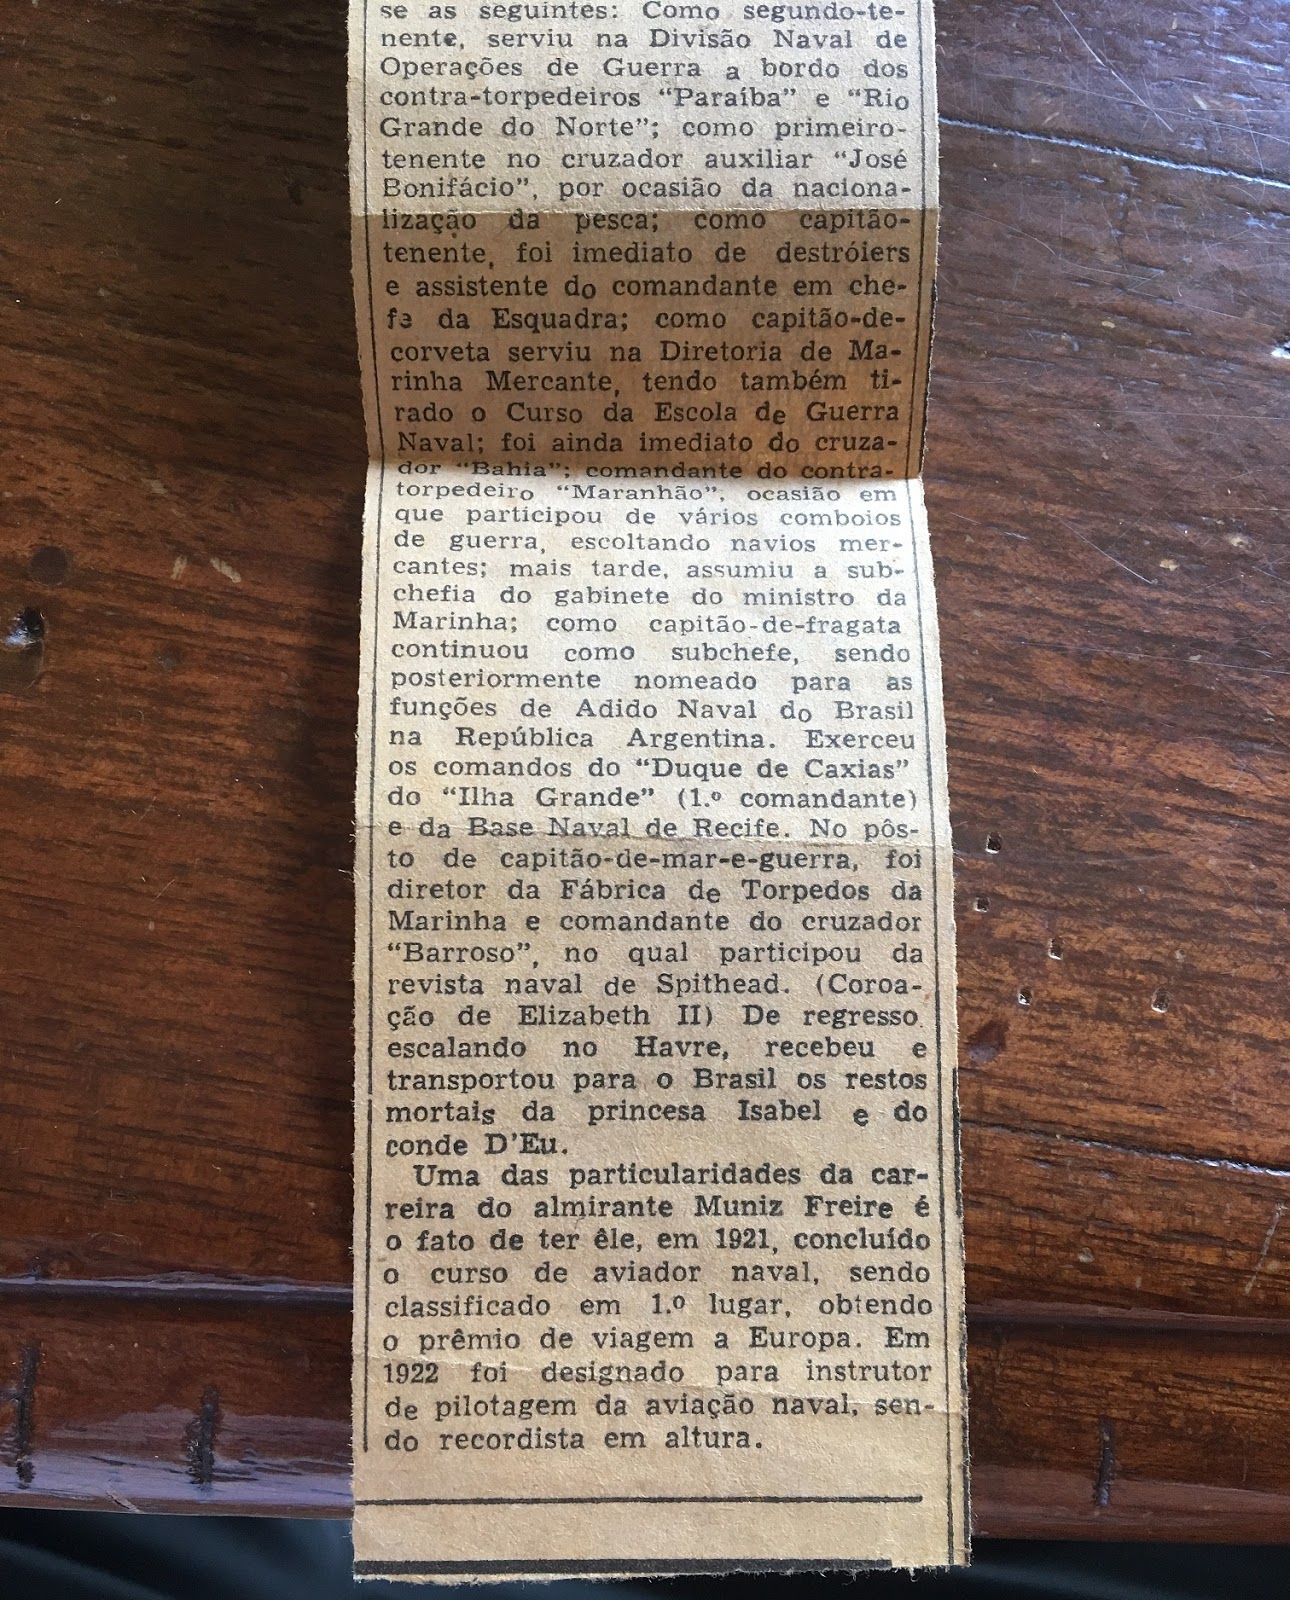 se as seguintes: Como segundo-te-
nente, serviu na Divisão Naval de
Operações de Guerra a bordo dos
contra-torpedeiros “Paraíba” e “Rio
Grande do Norte”; como primeiro-
tenente no cruzador auxiliar “José
Bonifácio”, por ocasião da naciona-
lização da pesca; como capitão-
tenente, foi imediato de destróiers
e assistente do comandante em che-
fe da Esquadra; como capitão-de-
corveta serviu na Diretoria de Ma-
rinha Mercante, tendo também ti-
rado o Curso da Escola de Guerra
Naval; foi ainda imediato do cruza-
dor “Bahia”; comandante do contra-
torpedeiro “Maranhão”, ocasião em
que participou de vários comboios
de guerra, escoltando navios mer-
cantes; mais tarde, assumiu a sub-
chefia do gabinete do ministro da
Marinha; como capitão-de-fragata
continuou como subchefe, sendo
posteriormente nomeado para as
funções de Adido Naval do Brasil
na República Argentina. Exerceu
os comandos do “Duque de Caxias”
do “Ilha Grande” (1.º comandante)
e da Base Naval de Recife. No pôs-
to de capitão-de-mar-e-guerra, foi
diretor da Fábrica de Torpedos da
Marinha e comandante do cruzador
“Barroso”, no qual participou da
revista naval de Spithead. (Coroa-
ção de Elizabeth II) De regresso,
escalando no Havre, recebeu e
transportou para o Brasil os restos
mortais da princesa Isabel e do
conde D’Eu.
Uma das particularidades da car-
reira do almirante Muniz Freire é
o fato de ter êle, em 1921, concluído
o curso de aviador naval, sendo
classificado em 1.º lugar, obtendo
o prêmio de viagem a Europa. Em
1922 foi designado para instrutor
de pilotagem da aviação naval, sen-
do recordista em altura.